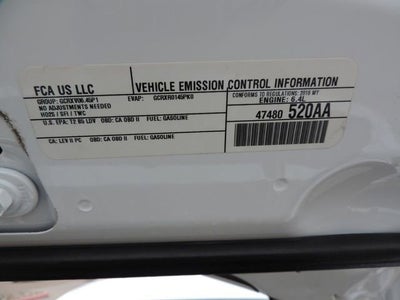 FCA US LLC
VEHICLE EMISSION CONTROL INFORMATION
CONFORMS TO REGULATIONS: 2016 MY
GROUP: GCRXT06.45P1
EVAP: GCRXR0145PK0
ENGINE: 6.4L
NO ADJUSTMENTS NEEDED
HO2S | SFI | TWC
47480 520AA
U.S. EPA: T2 B5 LDV OBD: CA OBD II FUEL: GASOLINE
CA: LEV II PC OBD: CA OBD II FUEL: GASOLINE